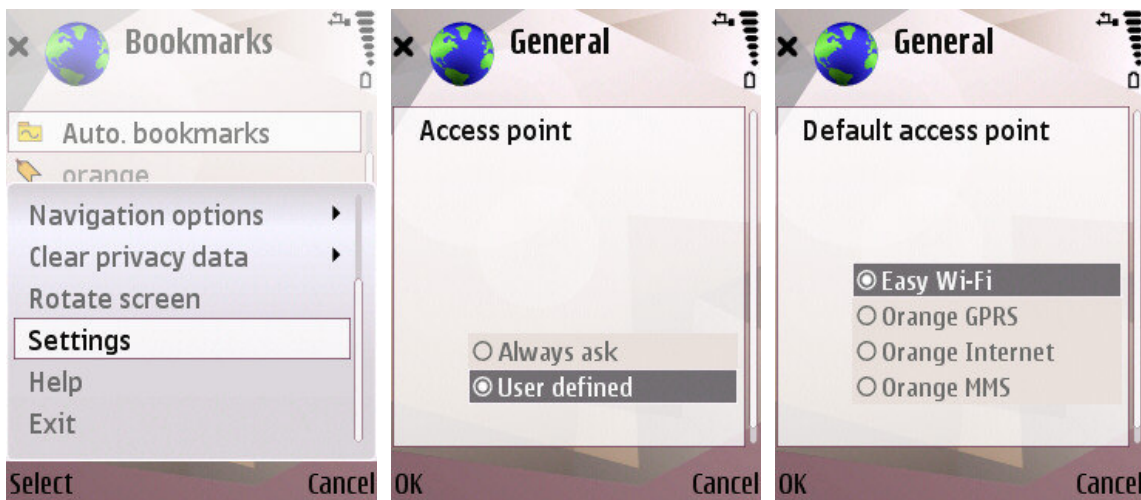 Bookmarks
Auto. bookmarks
orange
Navigation options
Clear privacy data
Rotate screen
Settings
Help
Exit
Select Cancel
General
Access point
Always ask
User defined
OK Cancel
General
Default access point
Easy Wi-Fi
Orange GPRS
Orange Internet
Orange MMS
OK Cancel